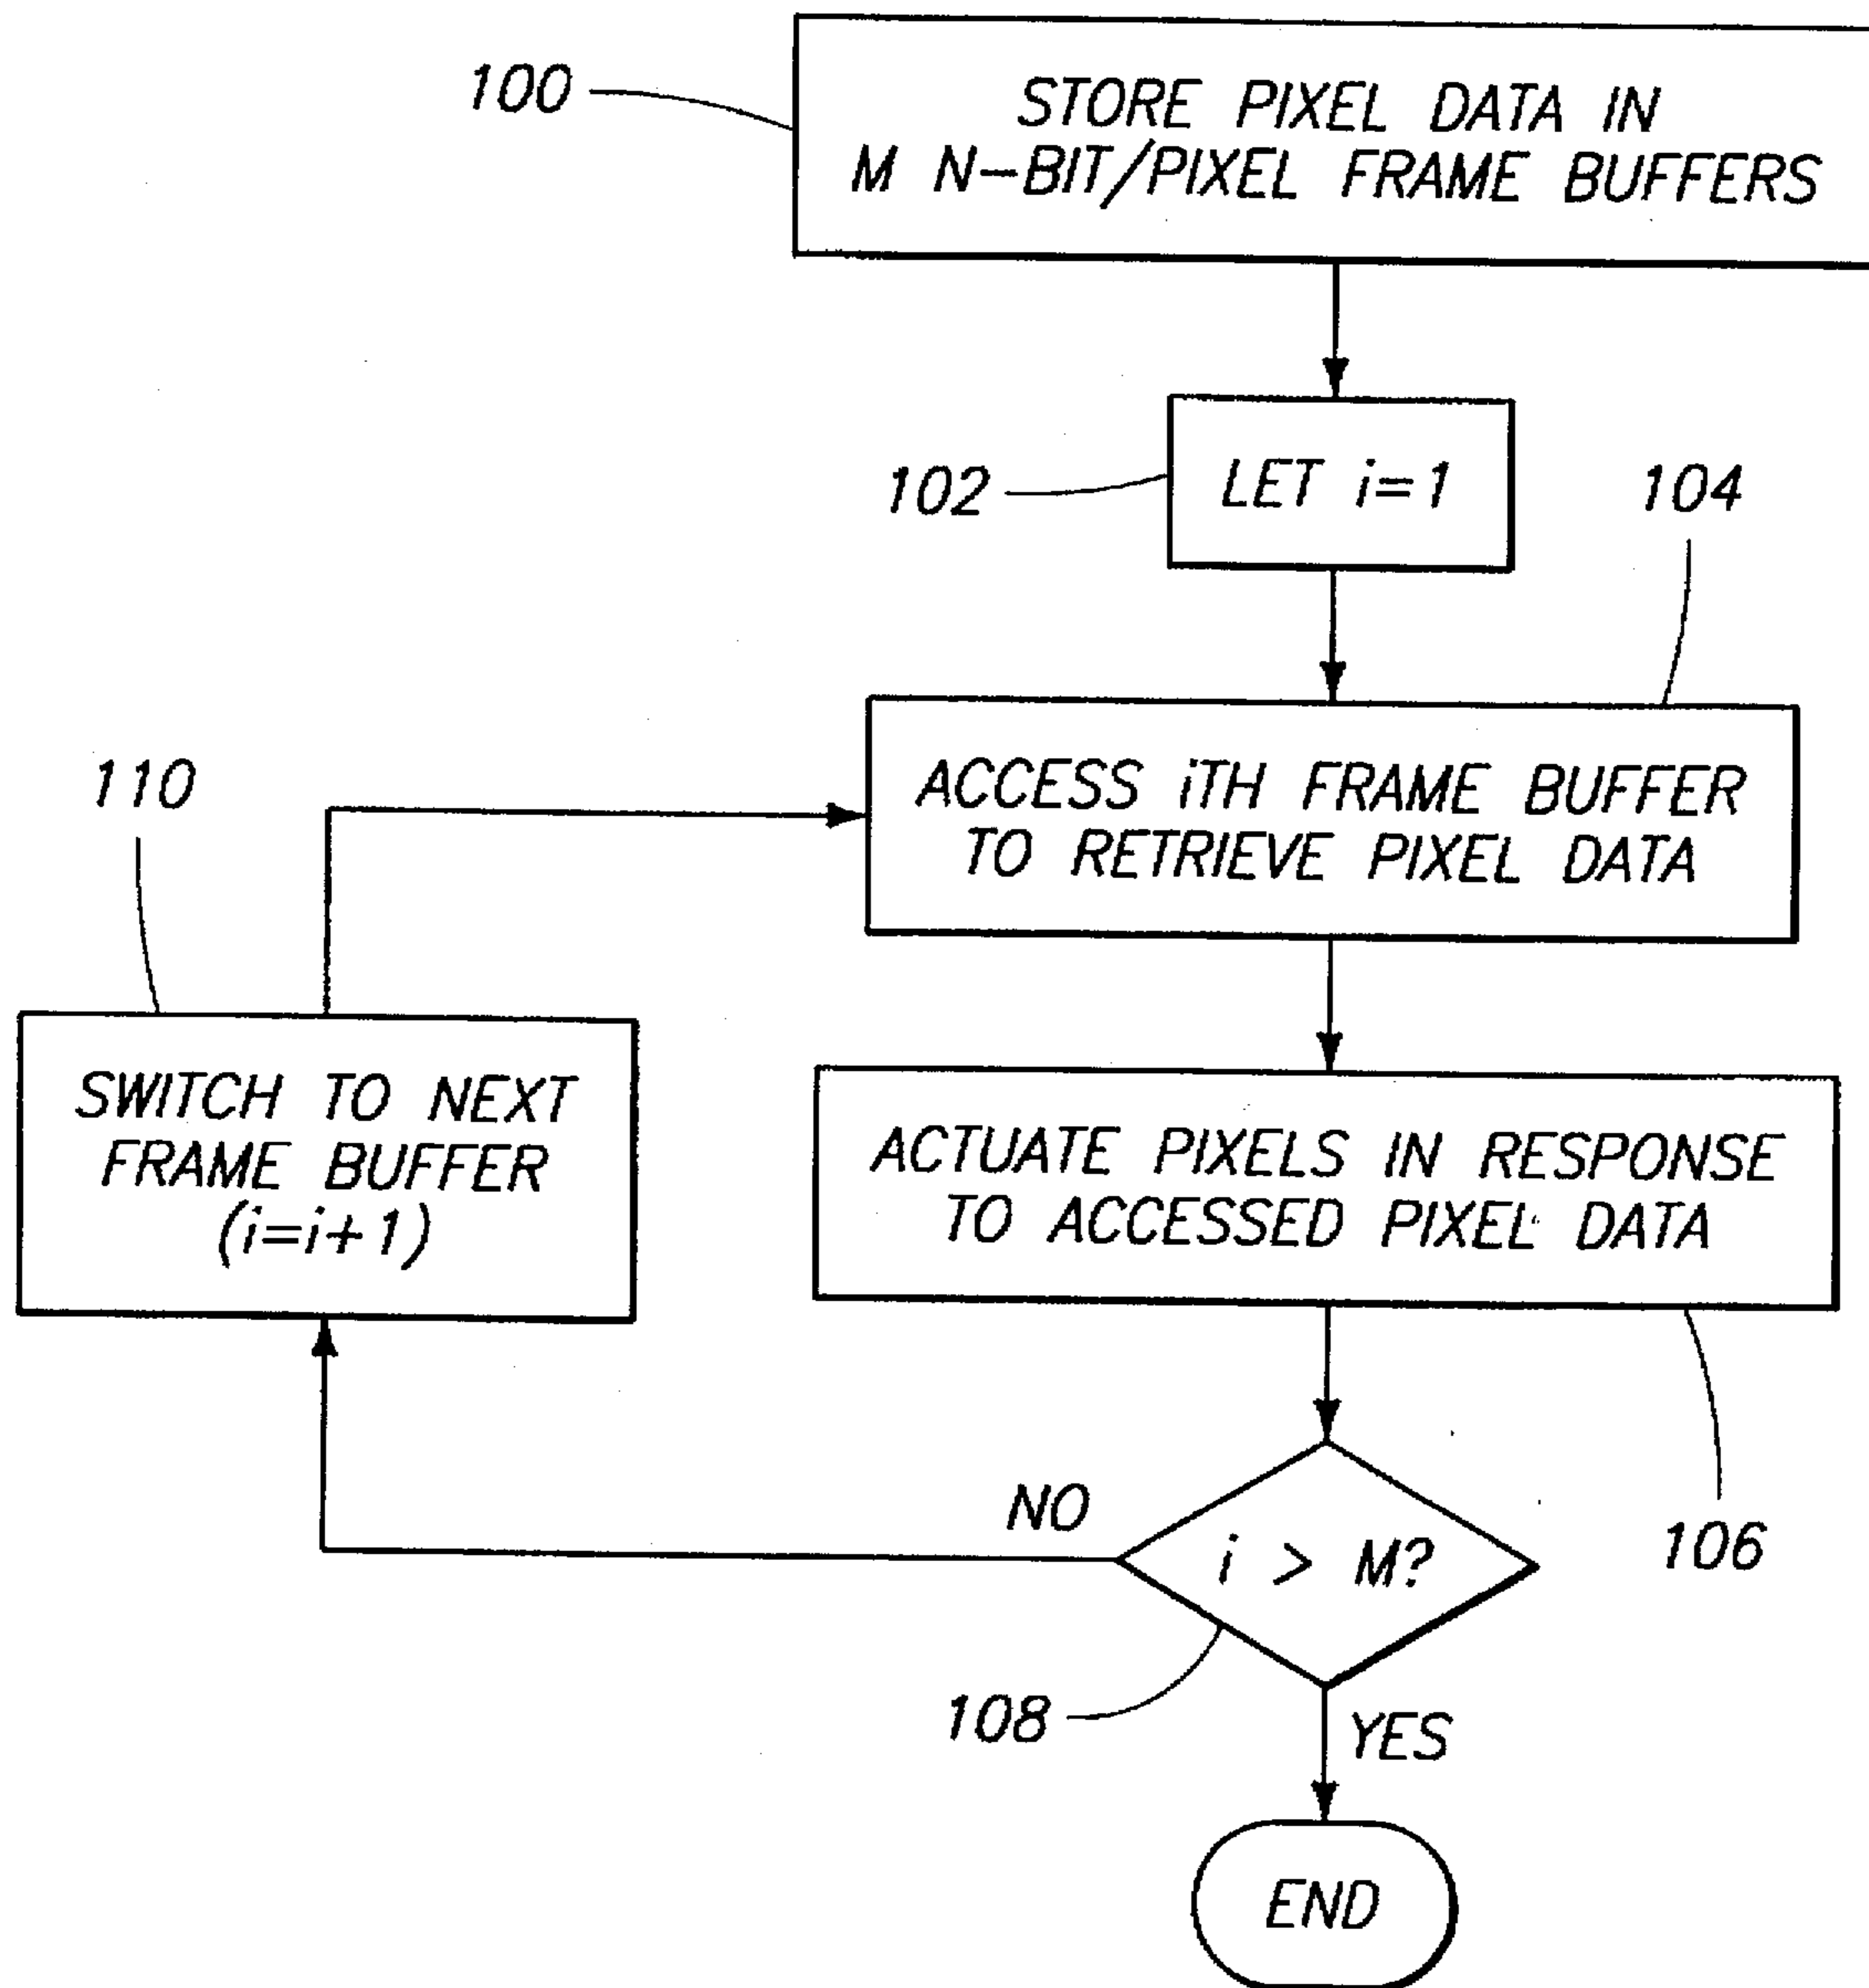 100
STORE PIXEL DATA IN
M N-BIT/PIXEL FRAME BUFFERS
102
LET i=1
104
ACCESS iTH FRAME BUFFER
TO RETRIEVE PIXEL DATA
110
SWITCH TO NEXT
FRAME BUFFER
(i=i+1)
ACTUATE PIXELS IN RESPONSE
TO ACCESSED PIXEL DATA
106
NO
i > M?
108
YES
END